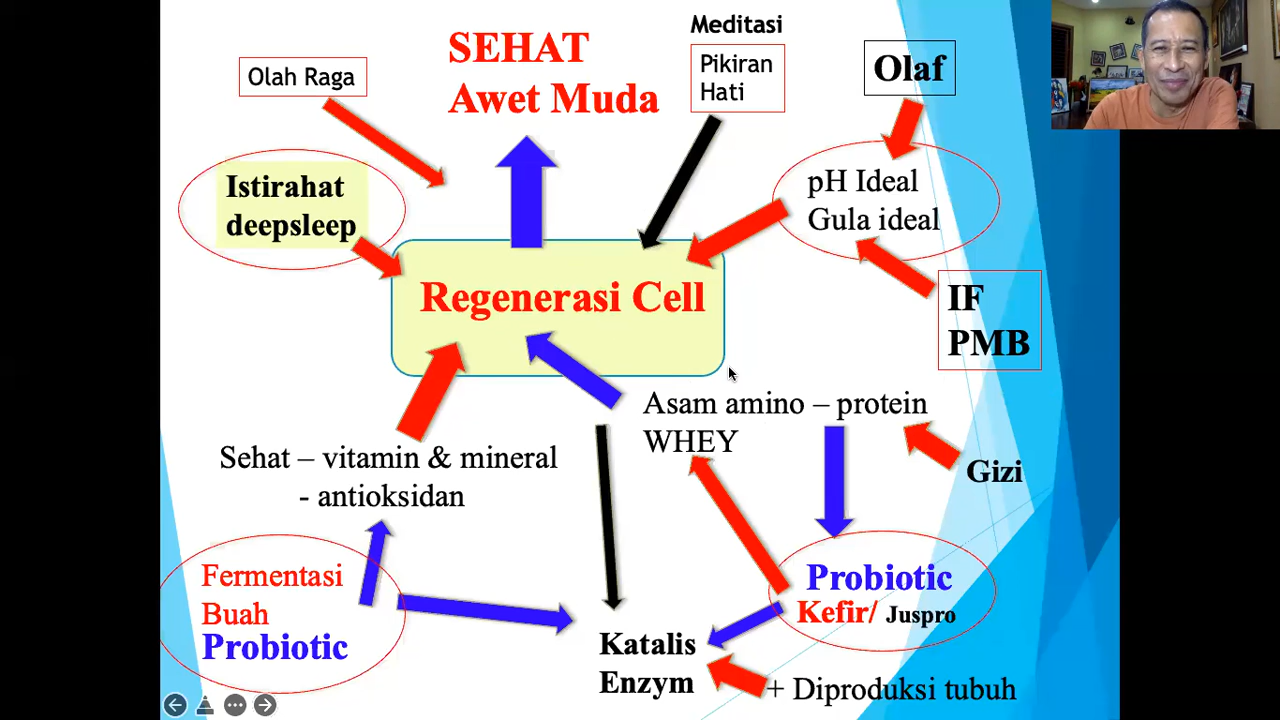 Meditasi
SEHAT
Awet Muda
Olah Raga
Pikiran
Hati
Olaf
Istirahat
deepsleep
pH Ideal
Gula ideal
Regenerasi Cell
IF
PMB
Asam amino – protein
WHEY
Sehat – vitamin & mineral
- antioksidan
Gizi
Fermentasi
Buah
Probiotic
Probiotic
Kefir/ Juspro
Katalis
Enzym
+ Diproduksi tubuh